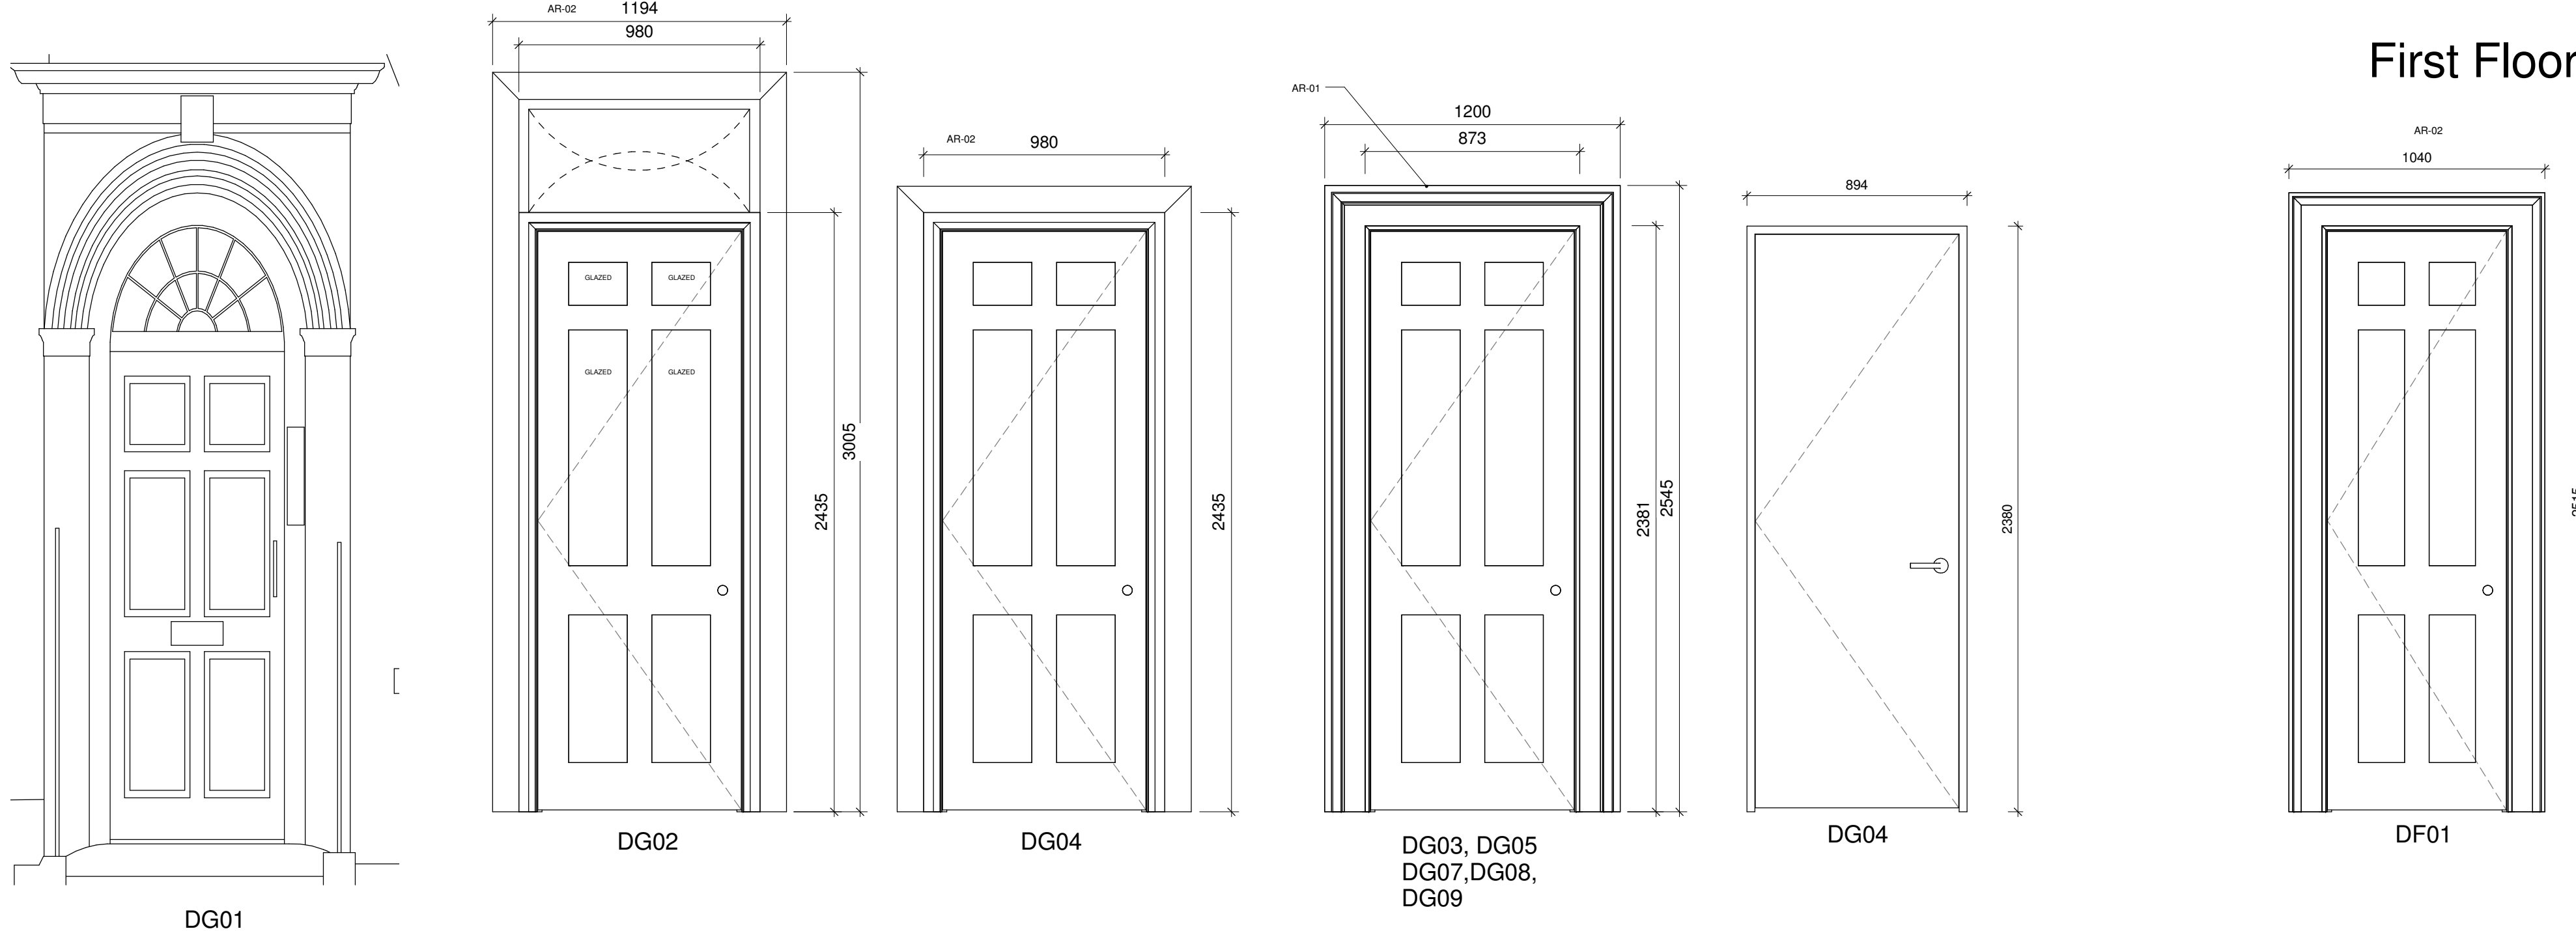 AR-02 1194
980
First Floor
AR-01
1200
873
AR-02 980
AR-02
1040
894
GLAZED GLAZED
GLAZED GLAZED
3005
2435
2435
2545
2381
2380
2515
DG02
DG04
DG03, DG05
DG07,DG08,
DG09
DG04
DF01
DG01